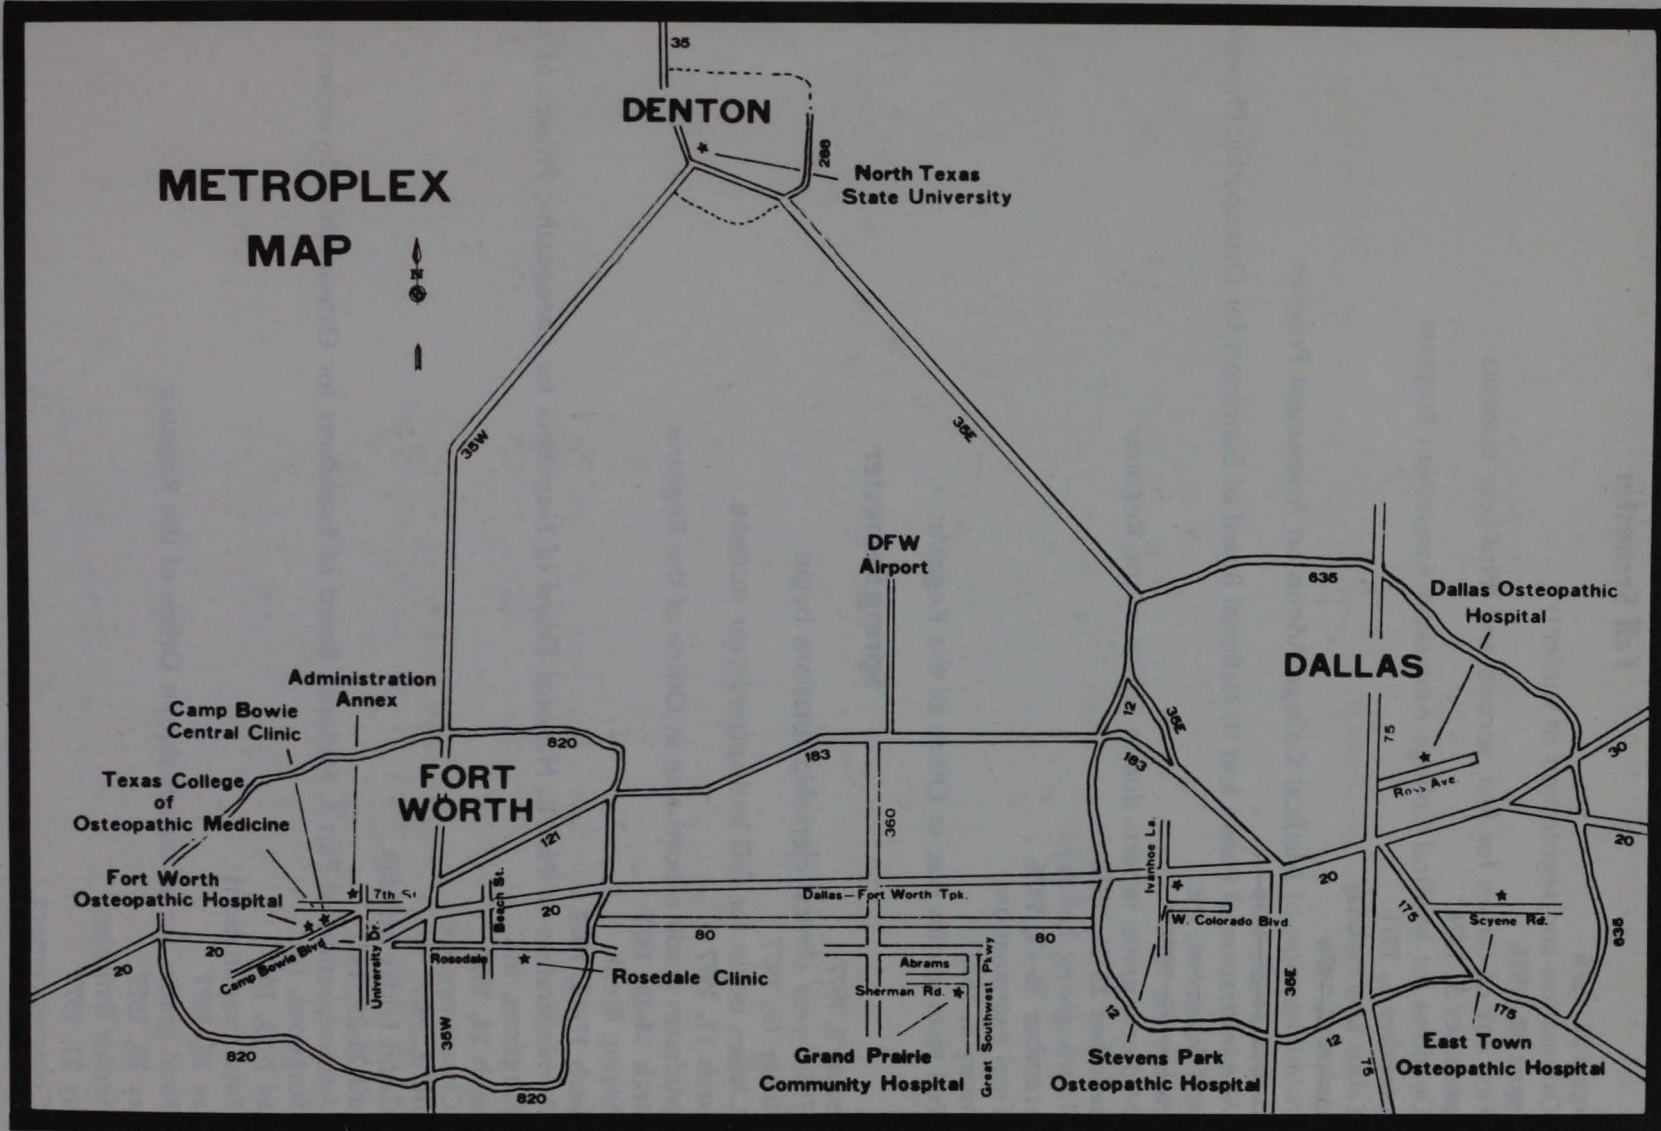 35
DENTON
288
North Texas
State University
METROPLEX
MAP
N
35W
35E
DFW
Airport
635
Dallas Osteopathic
Hospital
DALLAS
Administration
Annex
Camp Bowie
Central Clinic
820
183
12
35E
75
30
183
Texas College
of
Osteopathic Medicine
FORT
WORTH
121
360
Ross Ave.
20
Fort Worth
Osteopathic Hospital
7th St.
Beach St.
20
Dallas-Fort Worth Tpk.
Ivanhoe La.
20
175
Scyene Rd.
W. Colorado Blvd.
80
80
635
20
20
Camp Bowie Blvd.
University Dr.
Rosedale
Rosedale Clinic
Abrams
Sherman Rd.
Great Southwest Pkwy
35E
12
175
12
35W
820
Grand Prairie
Community Hospital
Stevens Park
Osteopathic Hospital
75
East Town
Osteopathic Hospital
820